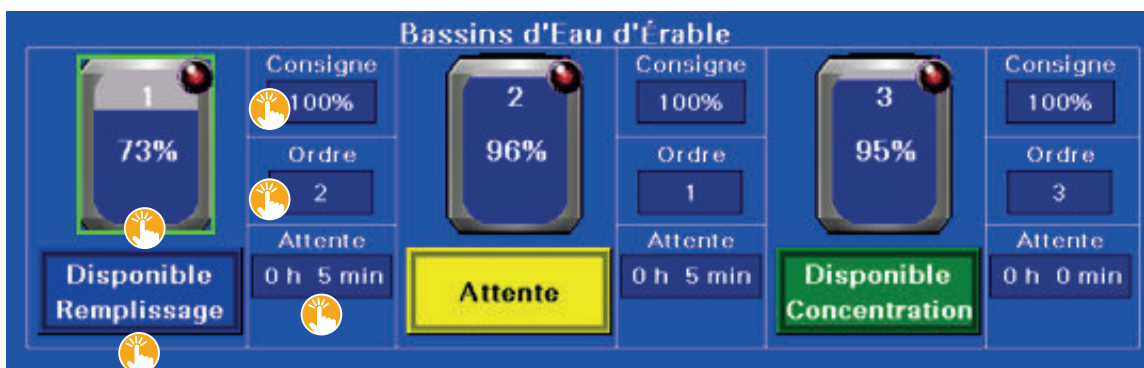 Bassins d'Eau d'Érable
1
73%
Consigne
100%
Ordre
2
Attente
0 h 5 min
Disponible
Remplissage
2
96%
Consigne
100%
Ordre
1
Attente
0 h 5 min
Attente
3
95%
Consigne
100%
Ordre
3
Attente
0 h 0 min
Disponible
Concentration